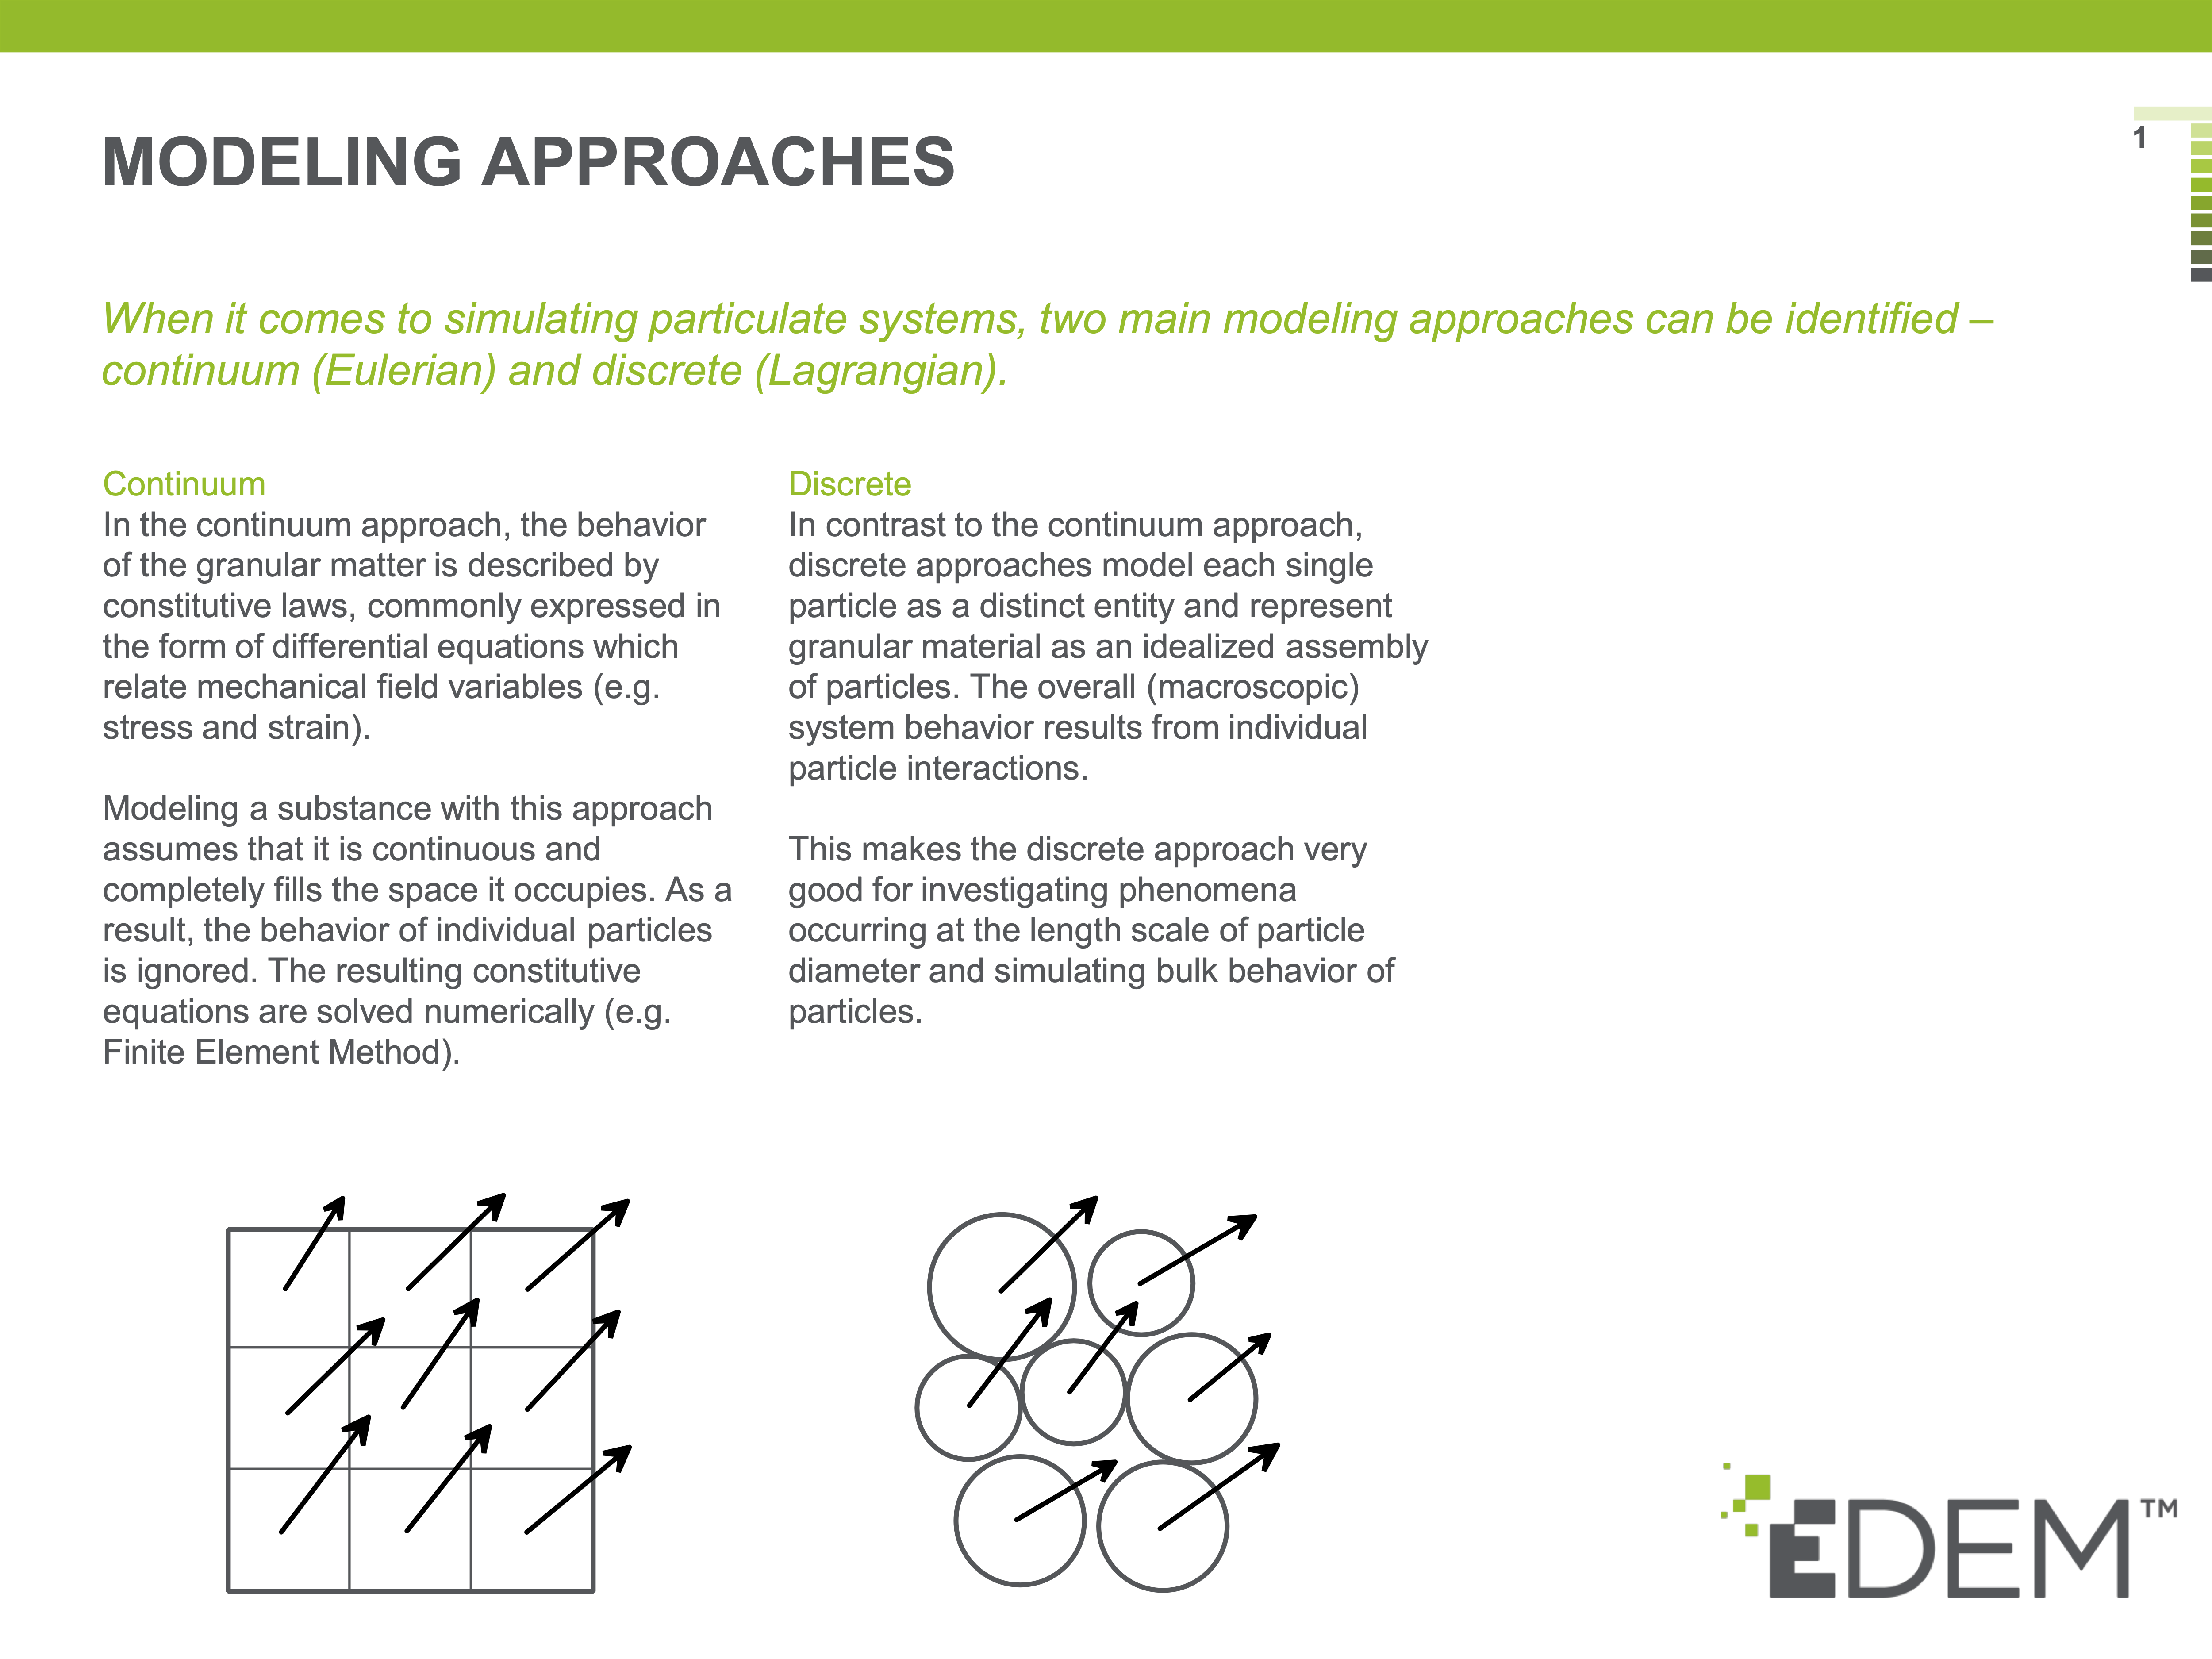 MODELING APPROACHES
1
When it comes to simulating particulate systems, two main modeling approaches can be identified –
continuum (Eulerian) and discrete (Lagrangian).
Continuum
In the continuum approach, the behavior
of the granular matter is described by
constitutive laws, commonly expressed in
the form of differential equations which
relate mechanical field variables (e.g.
stress and strain).
Modeling a substance with this approach
assumes that it is continuous and
completely fills the space it occupies. As a
result, the behavior of individual particles
is ignored. The resulting constitutive
equations are solved numerically (e.g.
Finite Element Method).
Discrete
In contrast to the continuum approach,
discrete approaches model each single
particle as a distinct entity and represent
granular material as an idealized assembly
of particles. The overall (macroscopic)
system behavior results from individual
particle interactions.
This makes the discrete approach very
good for investigating phenomena
occurring at the length scale of particle
diameter and simulating bulk behavior of
particles.
EDEM™